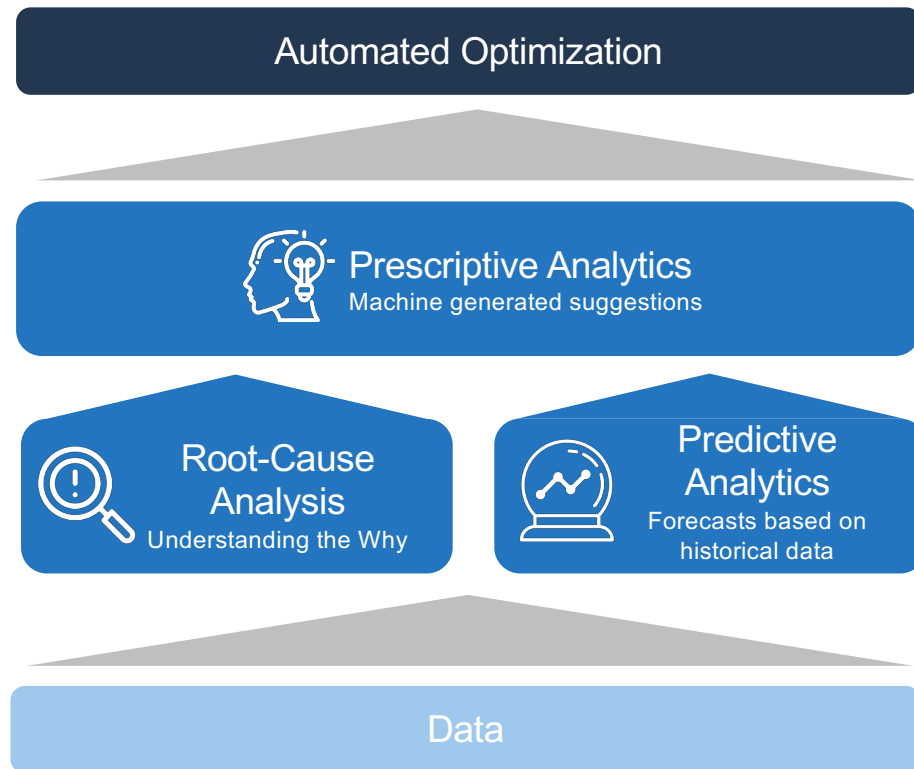 Automated Optimization
Prescriptive Analytics
Machine generated suggestions
Root-Cause
Analysis
Understanding the Why
Predictive
Analytics
Forecasts based on
historical data
Data